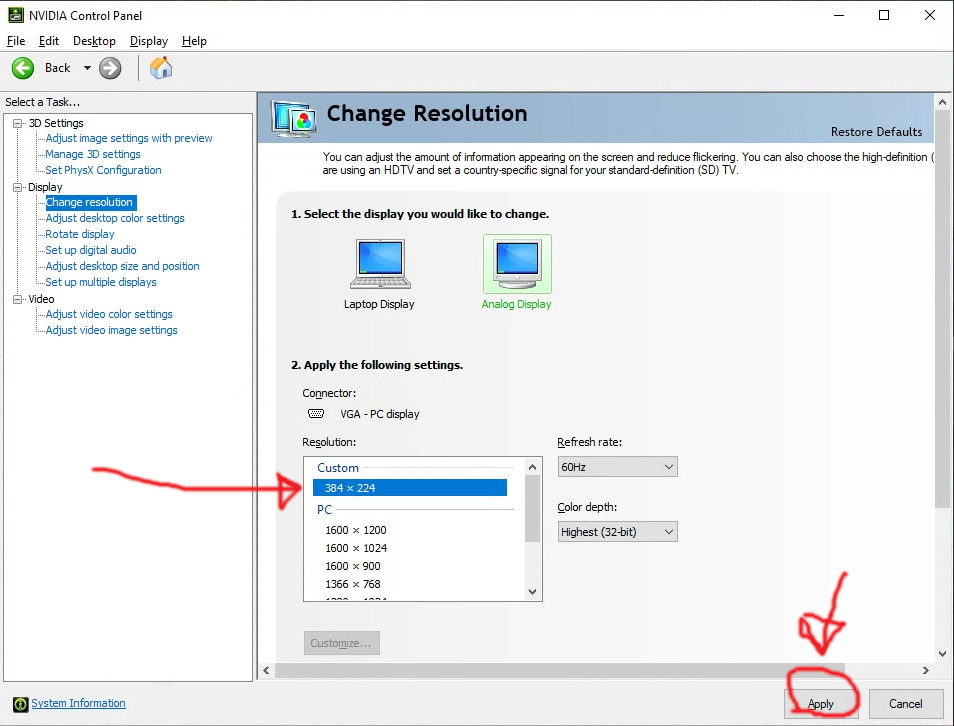 NVIDIA Control Panel
File Edit Desktop Display Help
Back
Select a Task...
3D Settings
Adjust image settings with preview
Manage 3D settings
Set PhysX Configuration
Display
Change resolution
Adjust desktop color settings
Rotate display
Set up digital audio
Adjust desktop size and position
Set up multiple displays
Video
Adjust video color settings
Adjust video image settings
System Information
Change Resolution
Restore Defaults
You can adjust the amount of information appearing on the screen and reduce flickering. You can also choose the high-definition (
are using an HDTV and set a country-specific signal for your standard-definition (SD) TV.
1. Select the display you would like to change.
Laptop Display
Analog Display
2. Apply the following settings.
Connector:
VGA - PC display
Resolution:
Custom
384 × 224
PC
1600 × 1200
1600 × 1024
1600 × 900
1366 × 768
Refresh rate:
60Hz
Color depth:
Highest (32-bit)
Customize...
Apply
Cancel